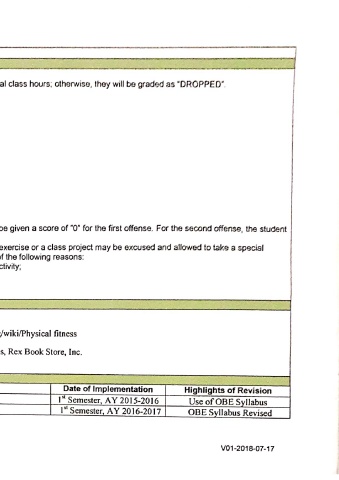 al class hours; otherwise, they will be graded as "DROPPED".
be given a score of "0" for the first offense. For the second offense, the student
exercise or a class project may be excused and allowed to take a special
of the following reasons:
ctivity;
/wiki/Physical fitness
s, Rex Book Store, Inc.
Date of Implementation Highlights of Revision
1st Semester, AY 2015-2016 Use of OBE Syllabus
1st Semester, AY 2016-2017 OBE Syllabus Revised
V01-2018-07-17